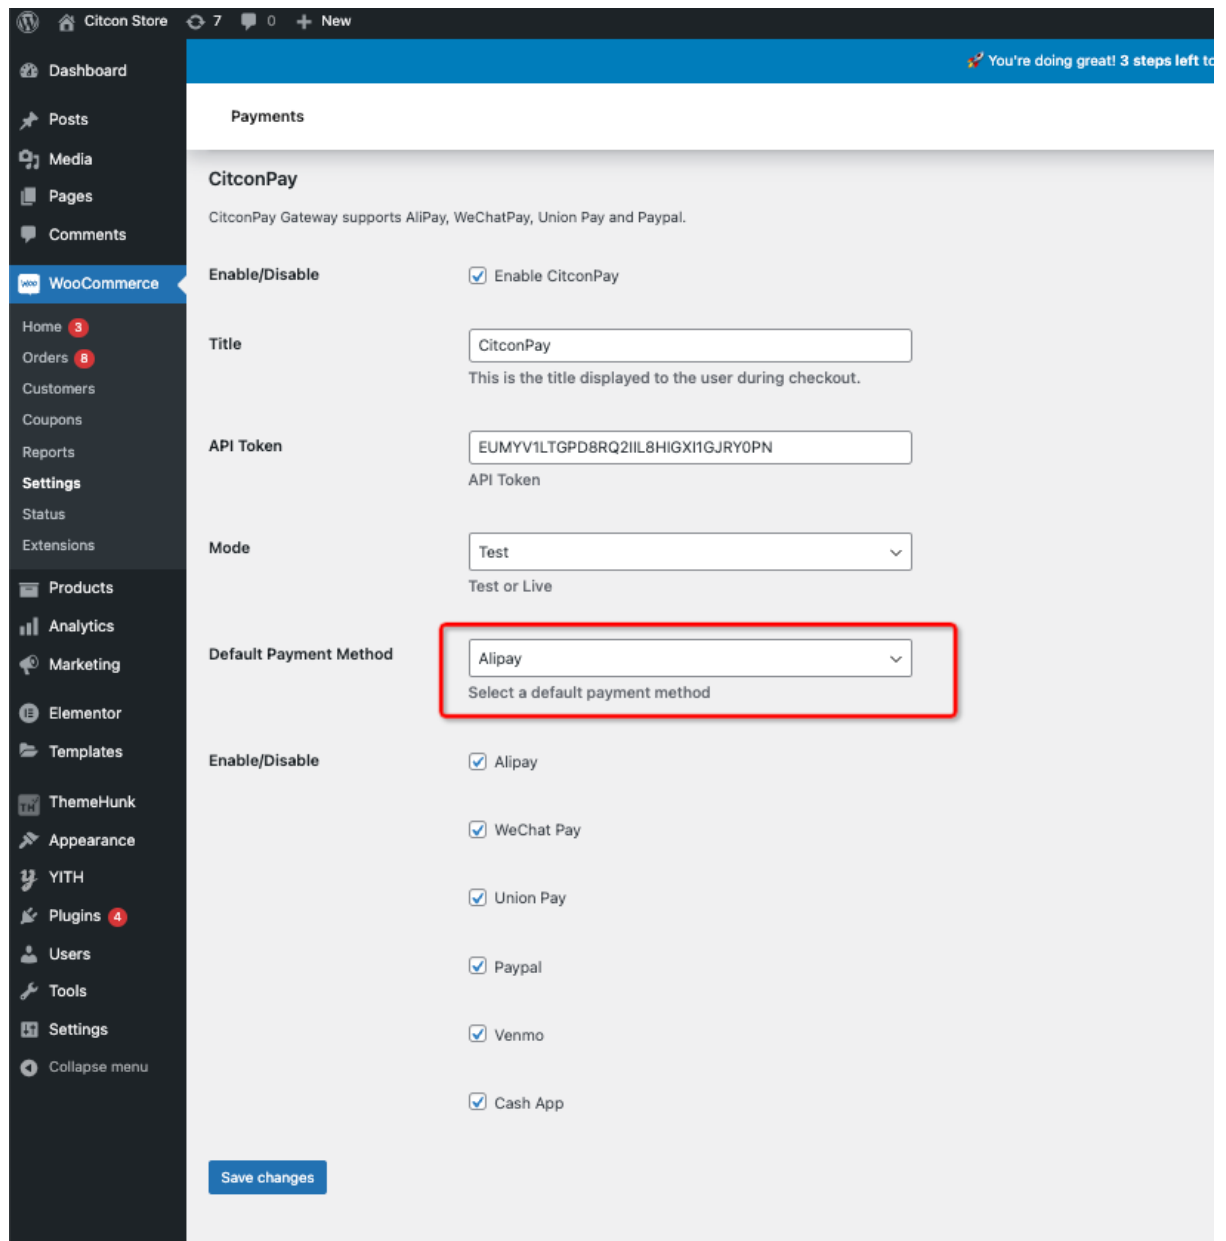 Citcon Store 7 0 New
🚀 You're doing great! 3 steps left to
Dashboard
Posts
Media
Pages
Comments
WooCommerce
Home 3
Orders 8
Customers
Coupons
Reports
Settings
Status
Extensions
Products
Analytics
Marketing
Elementor
Templates
ThemeHunk
Appearance
YITH
Plugins 4
Users
Tools
Settings
Collapse menu
Payments
CitconPay
CitconPay Gateway supports AliPay, WeChatPay, Union Pay and Paypal.
Enable/Disable
Enable CitconPay
Title
CitconPay
This is the title displayed to the user during checkout.
API Token
EUMYV1LTGPD8RQ2IIL8HIGXI1GJRY0PN
API Token
Mode
Test
Test or Live
Default Payment Method
Alipay
Select a default payment method
Enable/Disable
Alipay
WeChat Pay
Union Pay
Paypal
Venmo
Cash App
Save changes